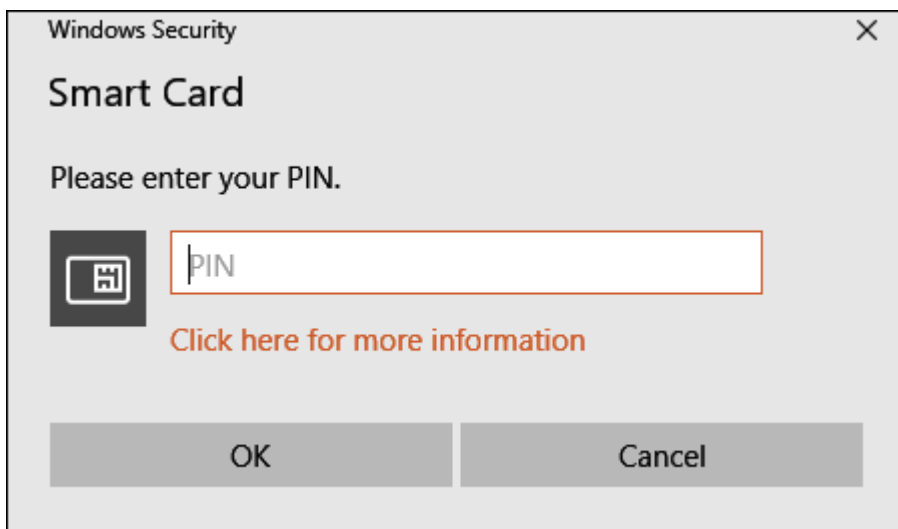 Windows Security
Smart Card
Please enter your PIN.
PIN
Click here for more information
OK
Cancel